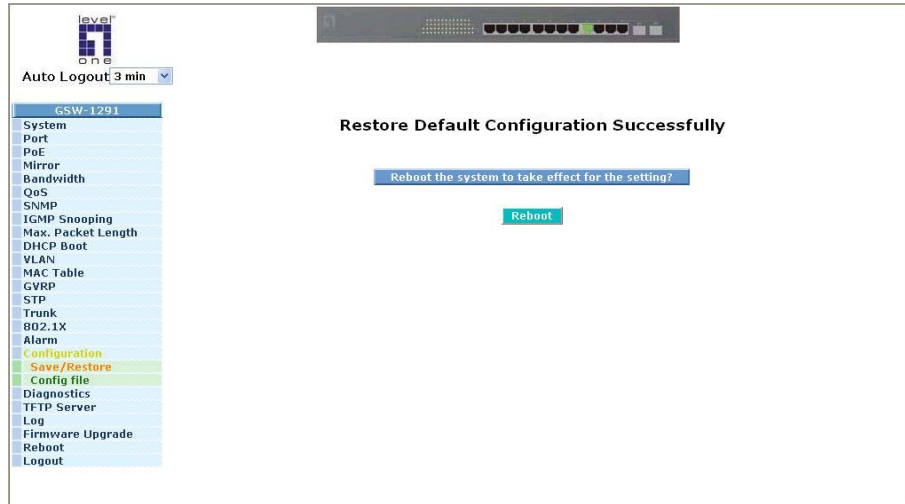 level
one
Auto Logout 3 min
GSW-1291
System
Port
PoE
Mirror
Bandwidth
QoS
SNMP
IGMP Snooping
Max. Packet Length
DHCP Boot
VLAN
MAC Table
GVRP
STP
Trunk
802.1X
Alarm
Configuration
Save/Restore
Config file
Diagnostics
TFTP Server
Log
Firmware Upgrade
Reboot
Logout
Restore Default Configuration Successfully
Reboot the system to take effect for the setting?
Reboot